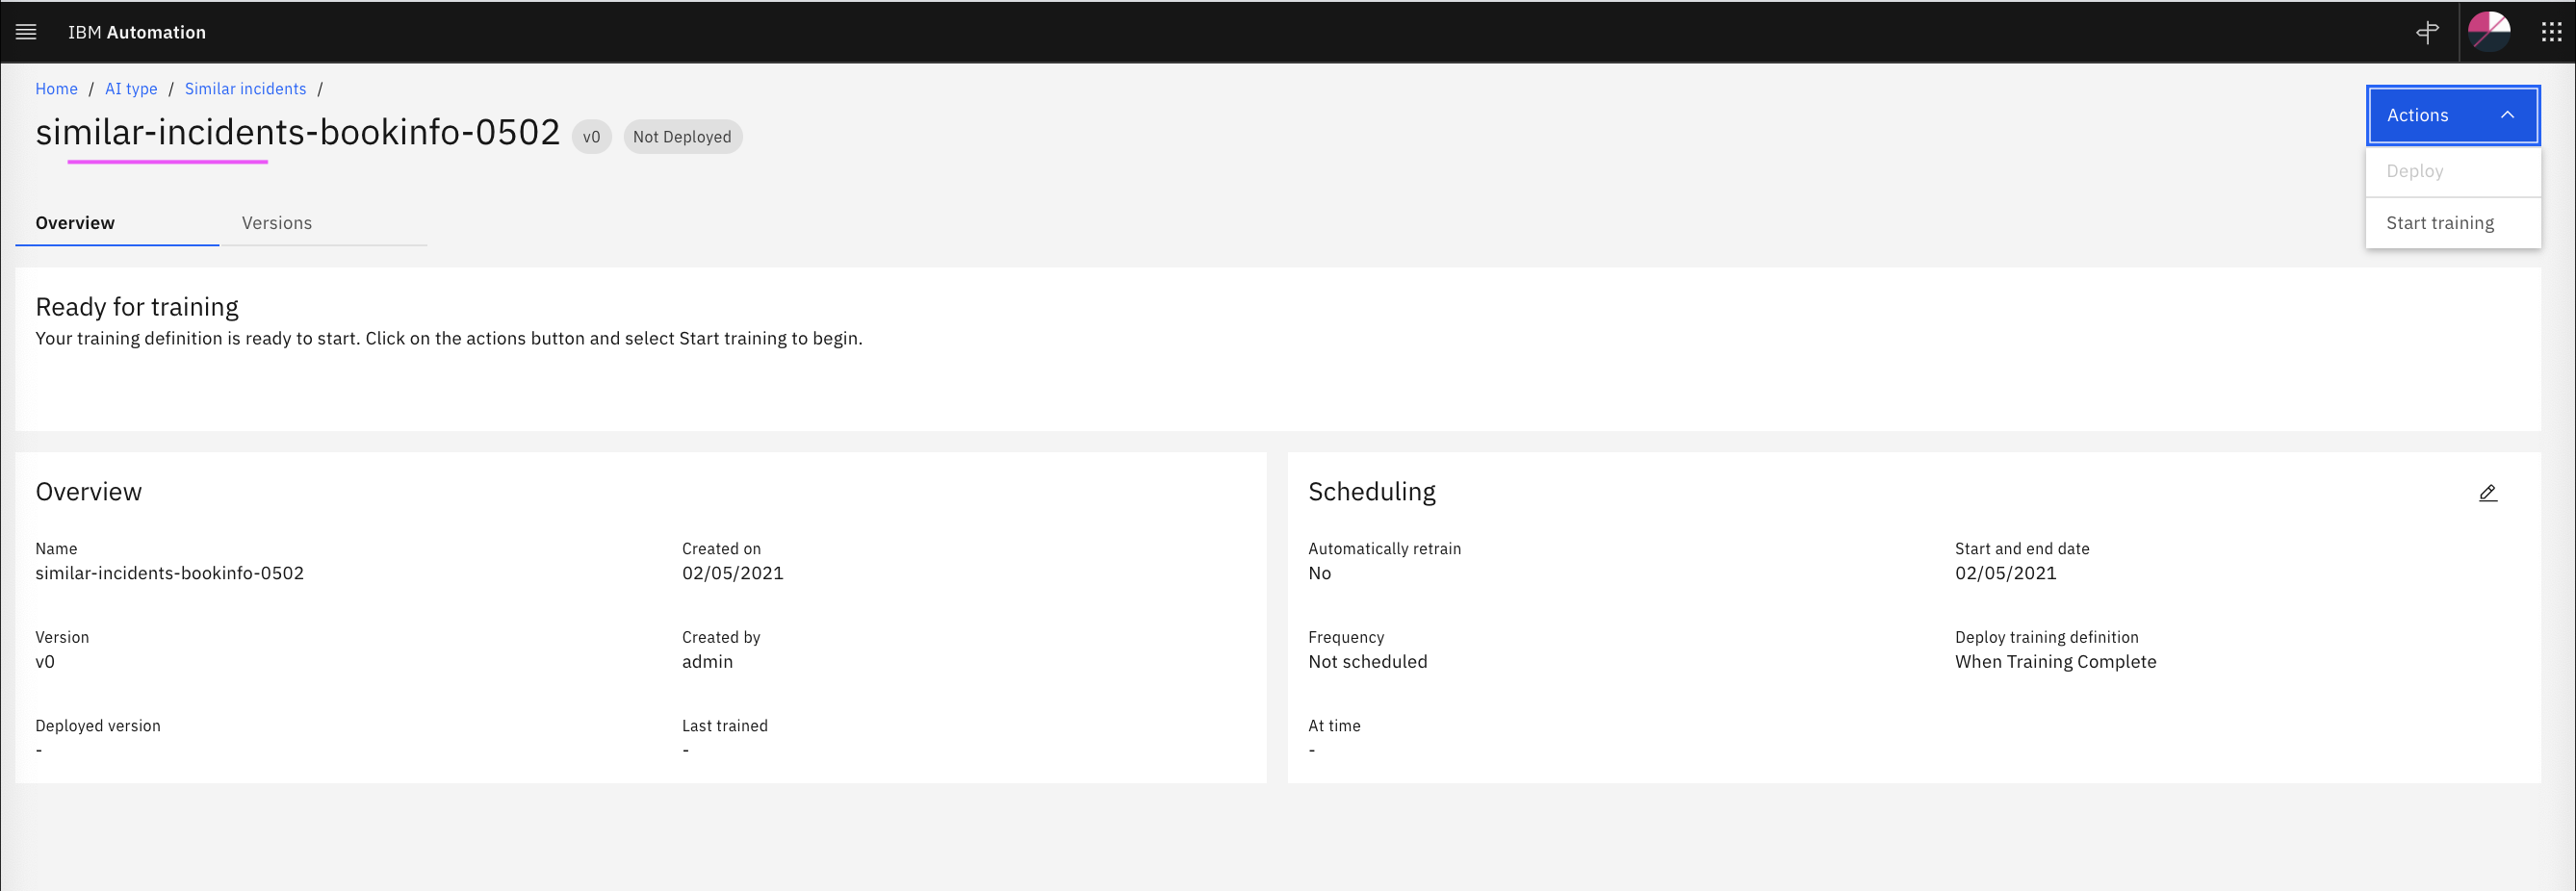 IBM Automation
Home / AI type / Similar incidents /
similar-incidents-bookinfo-0502 v0 Not Deployed
Actions
Deploy
Start training
Overview Versions
Ready for training
Your training definition is ready to start. Click on the actions button and select Start training to begin.
Overview
Name
similar-incidents-bookinfo-0502
Created on
02/05/2021
Version
v0
Created by
admin
Deployed version
-
Last trained
-
Scheduling
Automatically retrain
No
Start and end date
02/05/2021
Frequency
Not scheduled
Deploy training definition
When Training Complete
At time
-